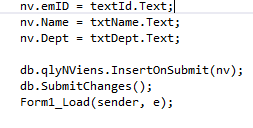 nv.emID = textId.Text;
nv.Name = txtName.Text;
nv.Dept = txtDept.Text;
db.qlyNViens.InsertOnSubmit(nv);
db.SubmitChanges();
Form1_Load(sender, e);